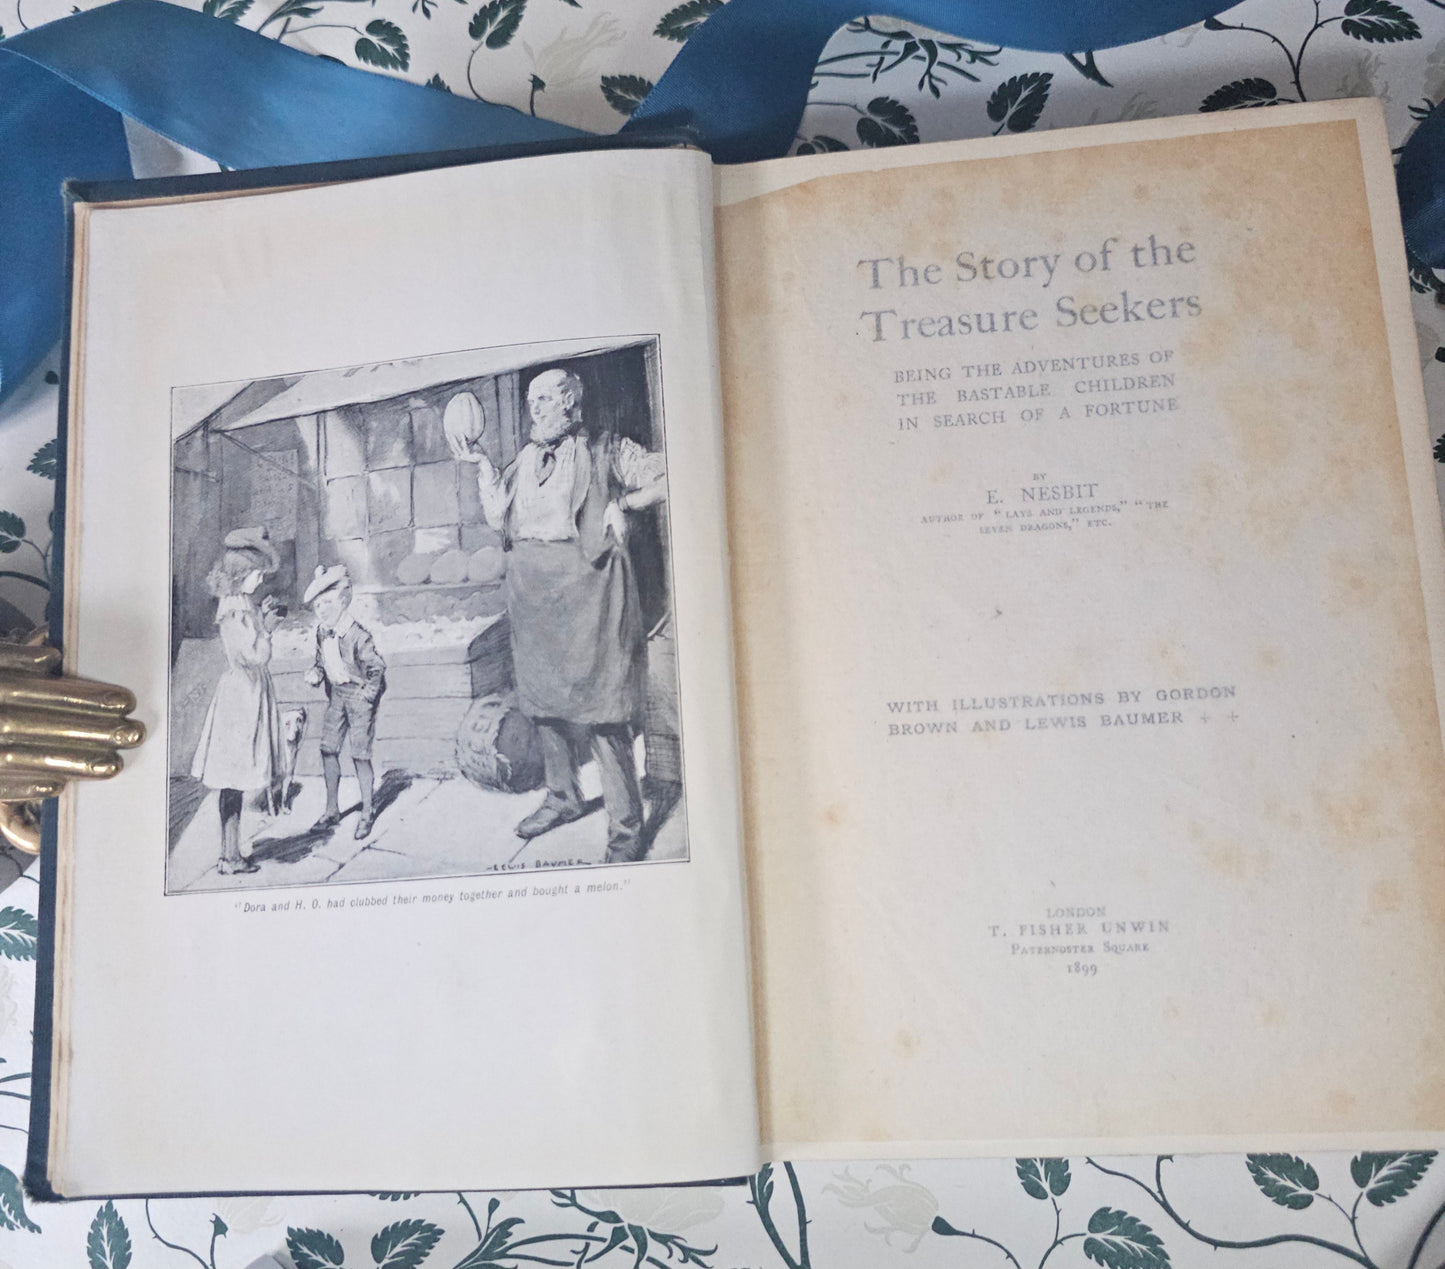 LEWIS BAUMER
"Dora and H. O. had clubbed their money together and bought a melon."
The Story of the
Treasure Seekers
BEING THE ADVENTURES OF
THE BASTABLE CHILDREN
IN SEARCH OF A FORTUNE
BY
E. NESBIT
AUTHOR OF "LAYS AND LEGENDS," "THE
SEVEN DRAGONS," ETC.
WITH ILLUSTRATIONS BY GORDON
BROWN AND LEWIS BAUMER + +
LONDON
T. FISHER UNWIN
PATERNOSTER SQUARE
1899